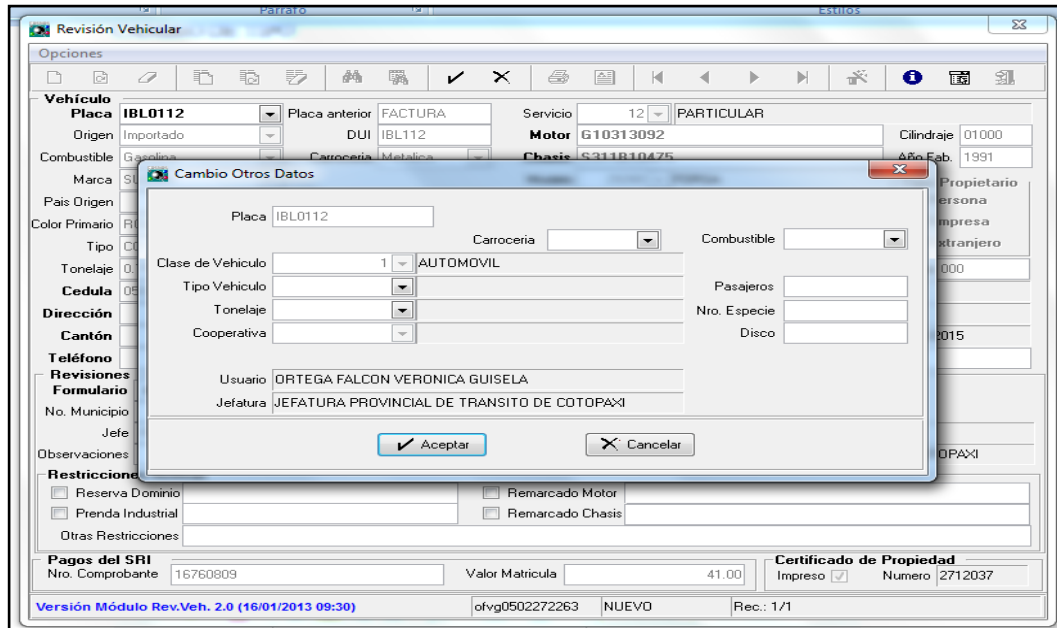 Párrafo Estilos
Revisión Vehicular
Opciones
Vehículo
Placa IBL0112 Placa anterior FACTURA Servicio 12 PARTICULAR
Origen Importado DUI IBL112 Motor G10313092 Cilindraje 01000
Combustible Gasolina Carroceria Metalica Chasis S311B10475 Año Fab. 1991
Marca Propietario
Pais Origen
Color Primario
Tipo
Tonelaje 000
Cedula
Dirección
Cantón 2015
Teléfono
Cambio Otros Datos
Placa IBL0112
Carroceria Combustible
Clase de Vehiculo 1 AUTOMOVIL
Tipo Vehiculo Pasajeros
Tonelaje Nro. Especie
Cooperativa Disco
Usuario ORTEGA FALCON VERONICA GUISELA
Jefatura JEFATURA PROVINCIAL DE TRANSITO DE COTOPAXI
Aceptar Cancelar
Revisiones
Formulario
No. Municipio
Jefe
Observaciones OPAXI
Reserva Dominio Remarcado Motor
Prenda Industrial Remarcado Chasis
Otras Restricciones
Pagos del SRI Certificado de Propiedad
Nro. Comprobante 16760809 Valor Matricula 41.00 Impreso Numero 2712037
Versión Módulo Rev.Veh. 2.0 (16/01/2013 09:30) ofvg0502272263 NUEVO Rec.: 1/1